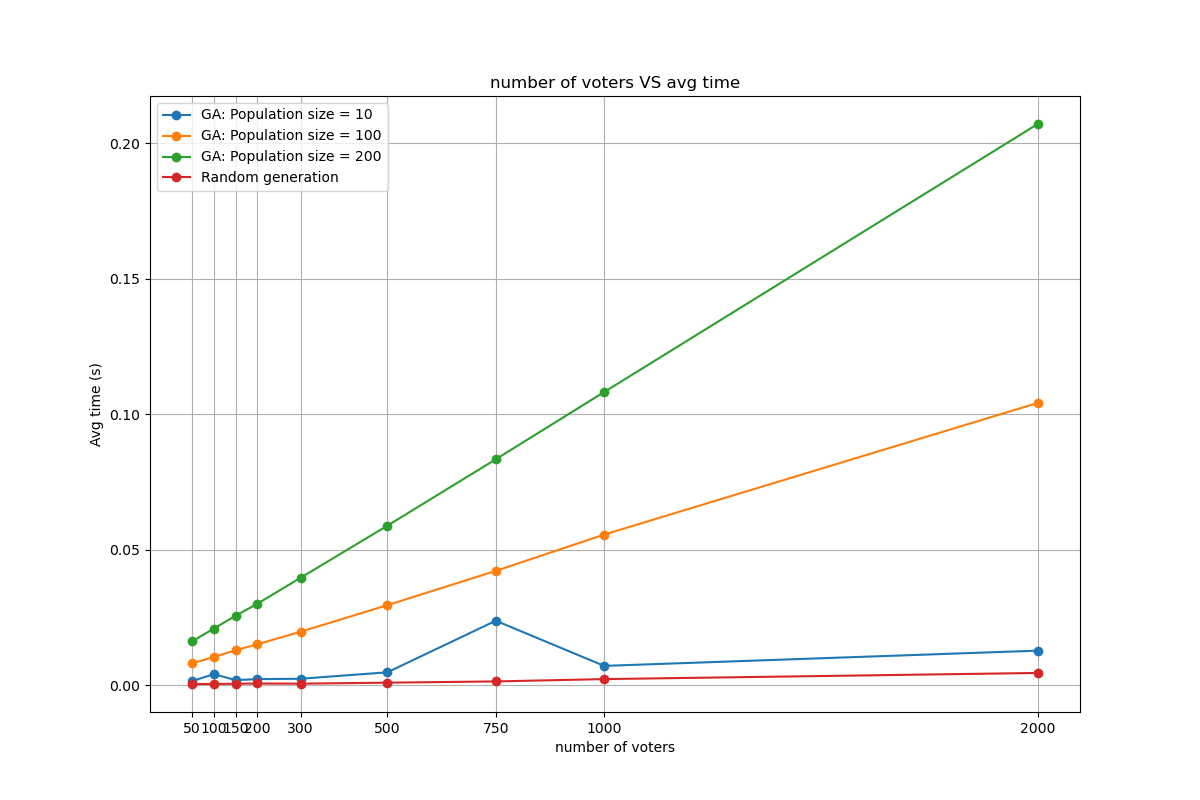 number of voters VS avg time
GA: Population size = 10
GA: Population size = 100
GA: Population size = 200
Random generation
0.20
0.15
0.10
0.05
0.00
Avg time (s)
50 100 150 200 300 500 750 1000 2000
number of voters